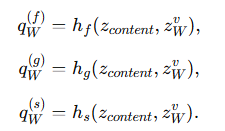 $q_W^{(f)} = h_f(z_{content}, z_W^v),$
$q_W^{(g)} = h_g(z_{content}, z_W^v),$
$q_W^{(s)} = h_s(z_{content}, z_W^v).$